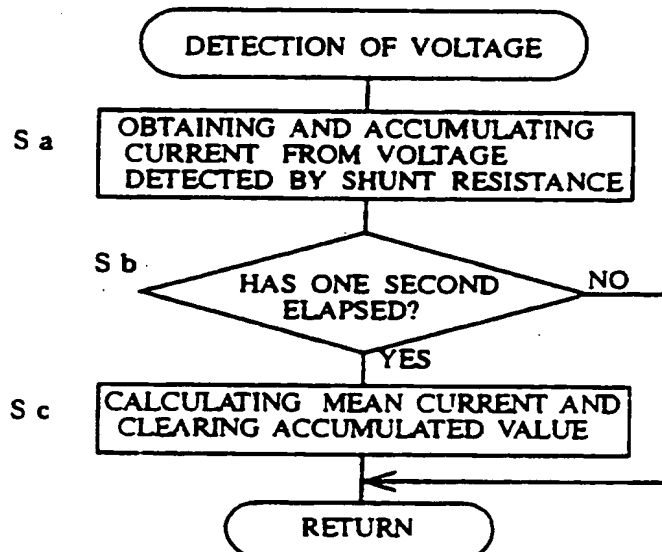 DETECTION OF VOLTAGE
S a
OBTAINING AND ACCUMULATING
CURRENT FROM VOLTAGE
DETECTED BY SHUNT RESISTANCE
S b
HAS ONE SECOND
ELAPSED?
NO
YES
S c
CALCULATING MEAN CURRENT AND
CLEARING ACCUMULATED VALUE
RETURN